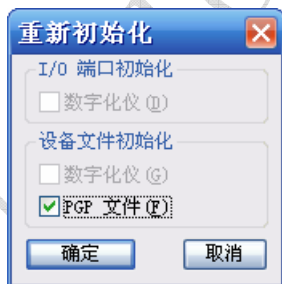 重新初始化
I/O 端口初始化
数字化仪(D)
设备文件初始化
数字化仪(G)
PGP 文件(F)
确定
取消